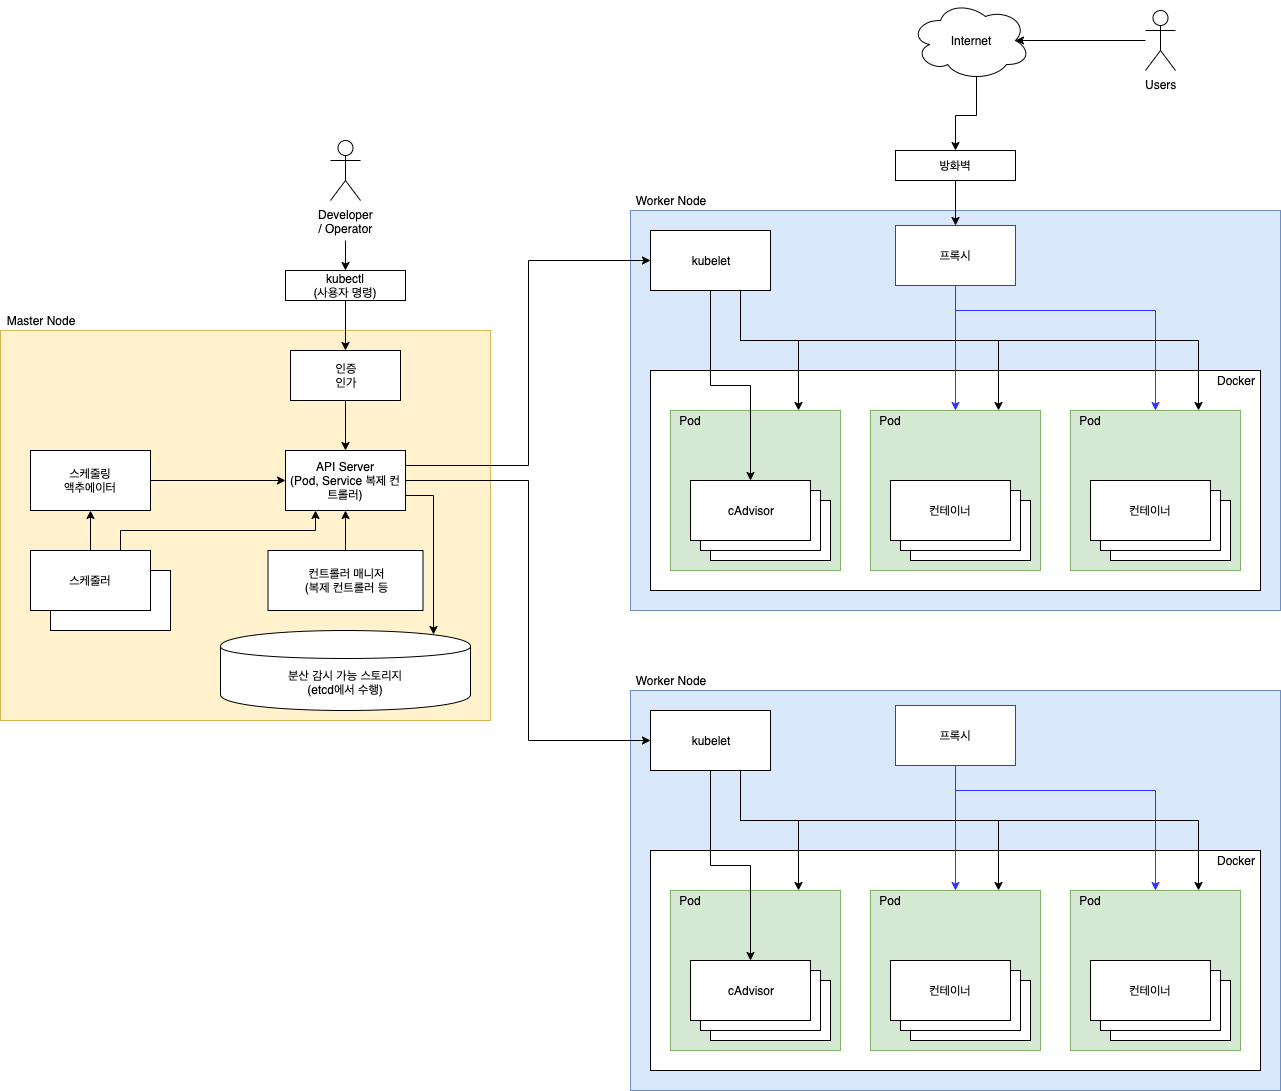 Internet
Users
방화벽
Developer
/ Operator
kubectl
(사용자 명령)
Master Node
인증
인가
스케줄링
액추에이터
API Server
(Pod, Service 복제 컨
트롤러)
스케줄러
컨트롤러 매니저
(복제 컨트롤러 등
분산 감시 가능 스토리지
(etcd에서 수행)
Worker Node
kubelet
프록시
Docker
Pod
Pod
Pod
cAdvisor
컨테이너
컨테이너
Worker Node
kubelet
프록시
Docker
Pod
Pod
Pod
cAdvisor
컨테이너
컨테이너